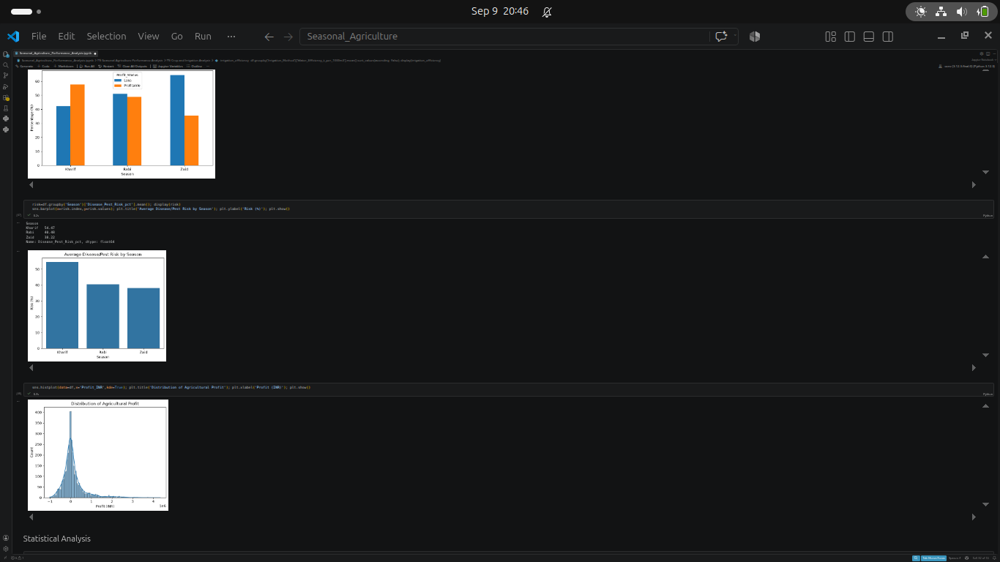 Sep 9 20:46
File Edit Selection View Go Run ···
Seasonal_Agriculture
Seasonal_Agriculture_Performance_Analysis.ipynb
Generate + Code + Markdown Run All Restart Clear All Outputs Jupyter Variables Outline ···
Profit_Status
Loss
Profitable
Percentage (%)
60
50
40
30
20
10
0
Kharif Rabi Zaid
Season
risk=df.groupby('Season')['Disease_Pest_Risk_pct'].mean(); display(risk)
sns.barplot(x=risk.index,y=risk.values); plt.title('Average Disease/Pest Risk by Season'); plt.ylabel('Risk (%)'); plt.show()
Python
Season
Kharif 54.47
Rabi 40.40
Zaid 38.22
Name: Disease_Pest_Risk_pct, dtype: float64
Average Disease/Pest Risk by Season
Risk (%)
50
40
30
20
10
0
Kharif Rabi Zaid
Season
sns.histplot(data=df,x='Profit_INR',kde=True); plt.title('Distribution of Agricultural Profit'); plt.xlabel('Profit (INR)'); plt.show()
Python
Distribution of Agricultural Profit
Count
400
350
300
250
200
150
100
50
0
−1 0 1 2 3 4
1e6
Profit (INR)
Statistical Analysis